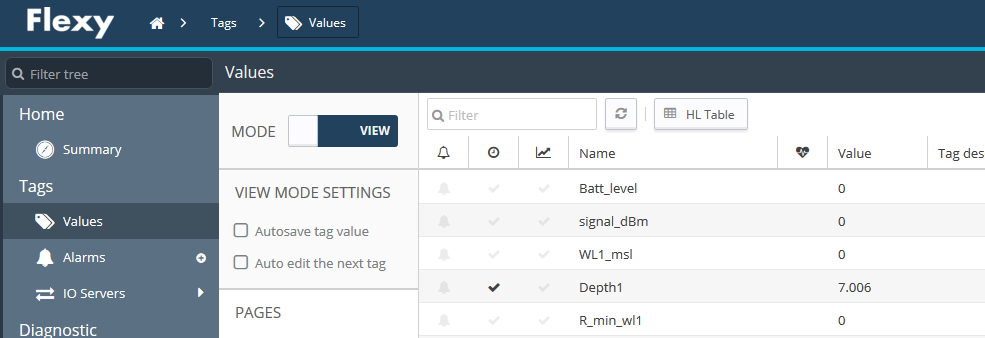 Flexy
Tags
Values
Filter tree
Values
Home
Filter
HL Table
MODE
VIEW
Summary
Name
Value
Tag des
Tags
VIEW MODE SETTINGS
Batt_level
0
Values
Autosave tag value
signal_dBm
0
Alarms
Auto edit the next tag
WL1_msl
0
IO Servers
Depth1
7.006
PAGES
R_min_wl1
0
Diagnostic